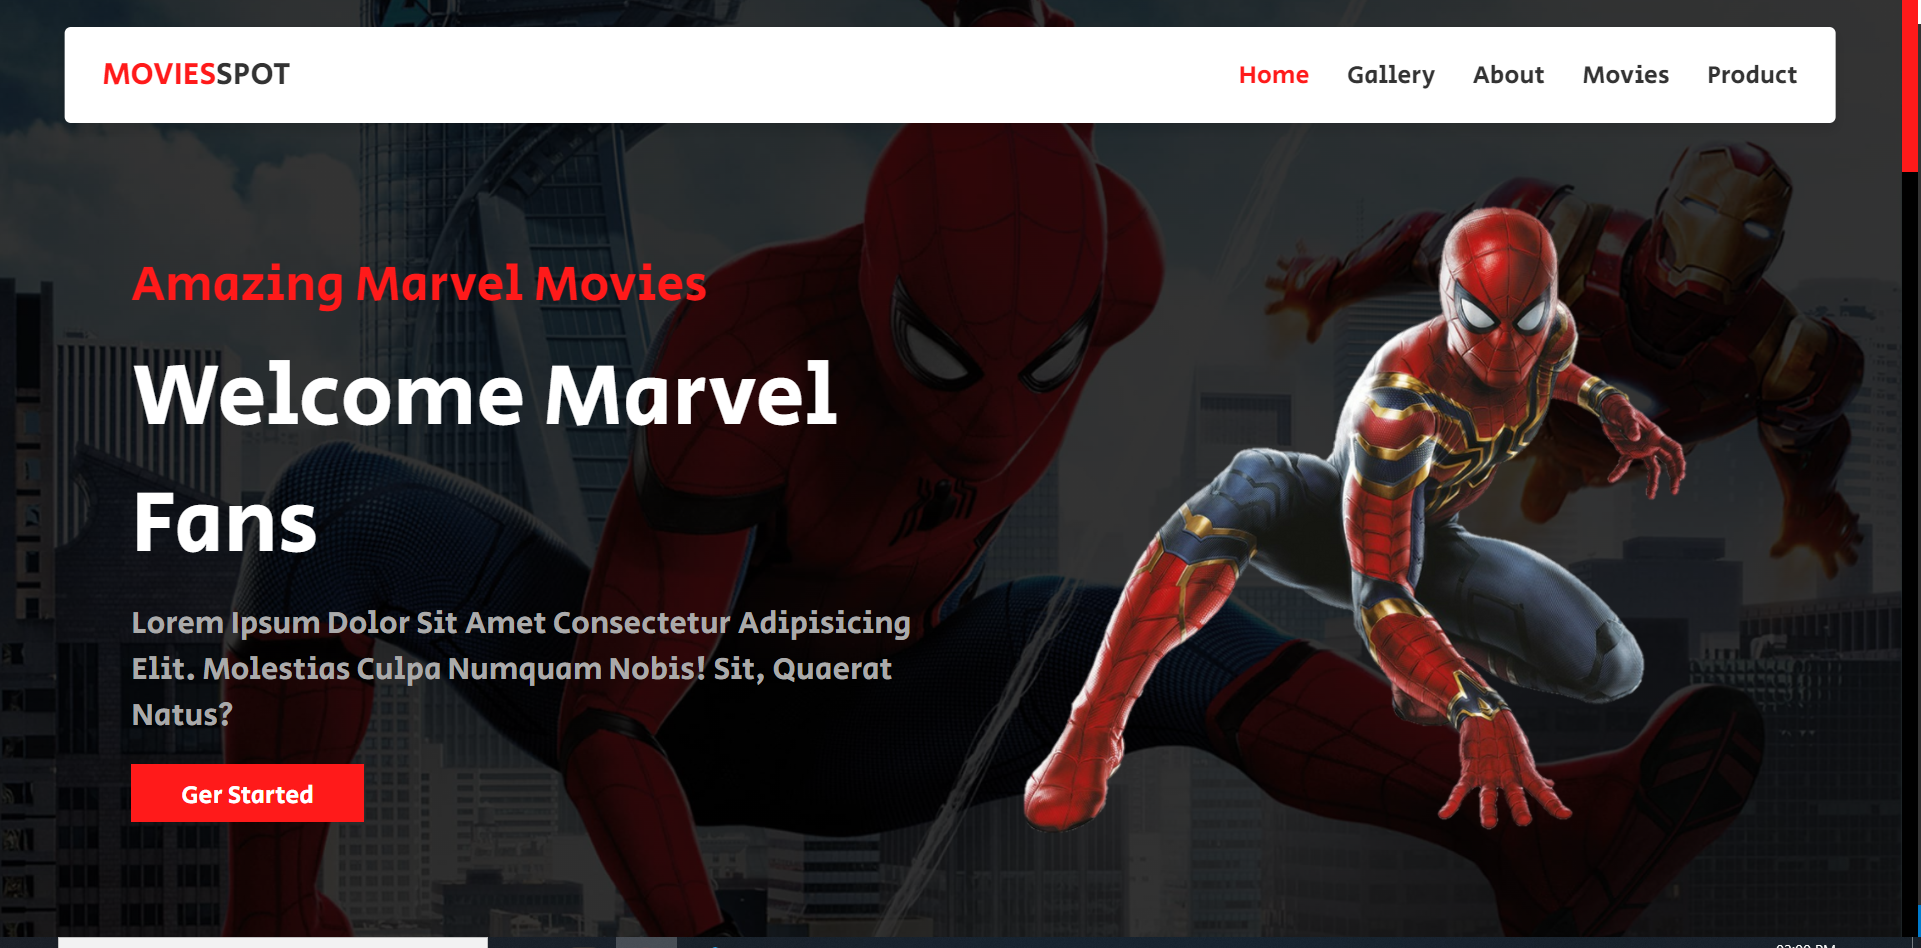 MOVIESSPOT
Home Gallery About Movies Product
Amazing Marvel Movies
Welcome Marvel
Fans
Lorem Ipsum Dolor Sit Amet Consectetur Adipisicing
Elit. Molestias Culpa Numquam Nobis! Sit, Quaerat
Natus?
Ger Started